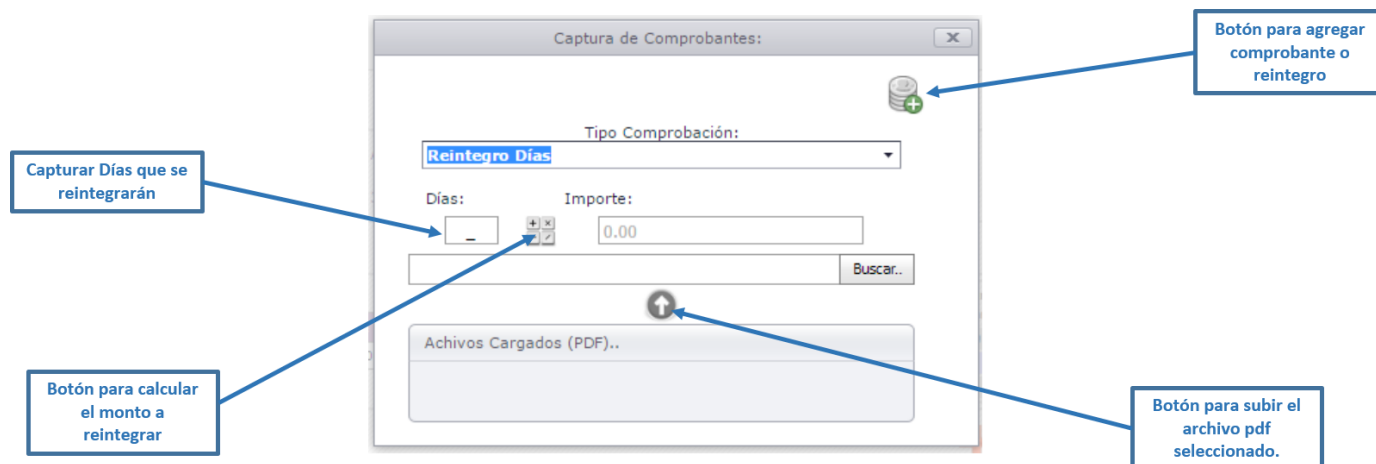 Captura de Comprobantes:
x
Botón para agregar
comprobante o
reintegro
Tipo Comprobación:
Reintegro Días
Capturar Días que se
reintegrarán
Días:
Importe:
_
0.00
Buscar..
Achivos Cargados (PDF)..
Botón para calcular
el monto a
reintegrar
Botón para subir el
archivo pdf
seleccionado.